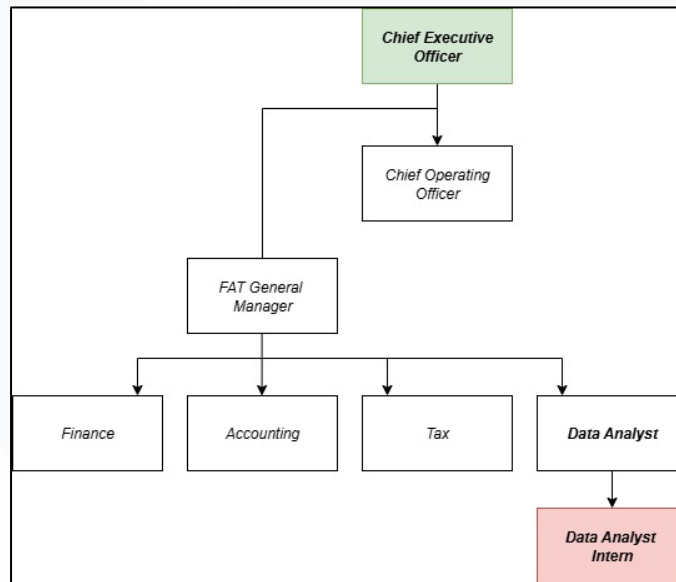 Chief Executive
Officer
Chief Operating
Officer
FAT General
Manager
Finance
Accounting
Tax
Data Analyst
Data Analyst
Intern